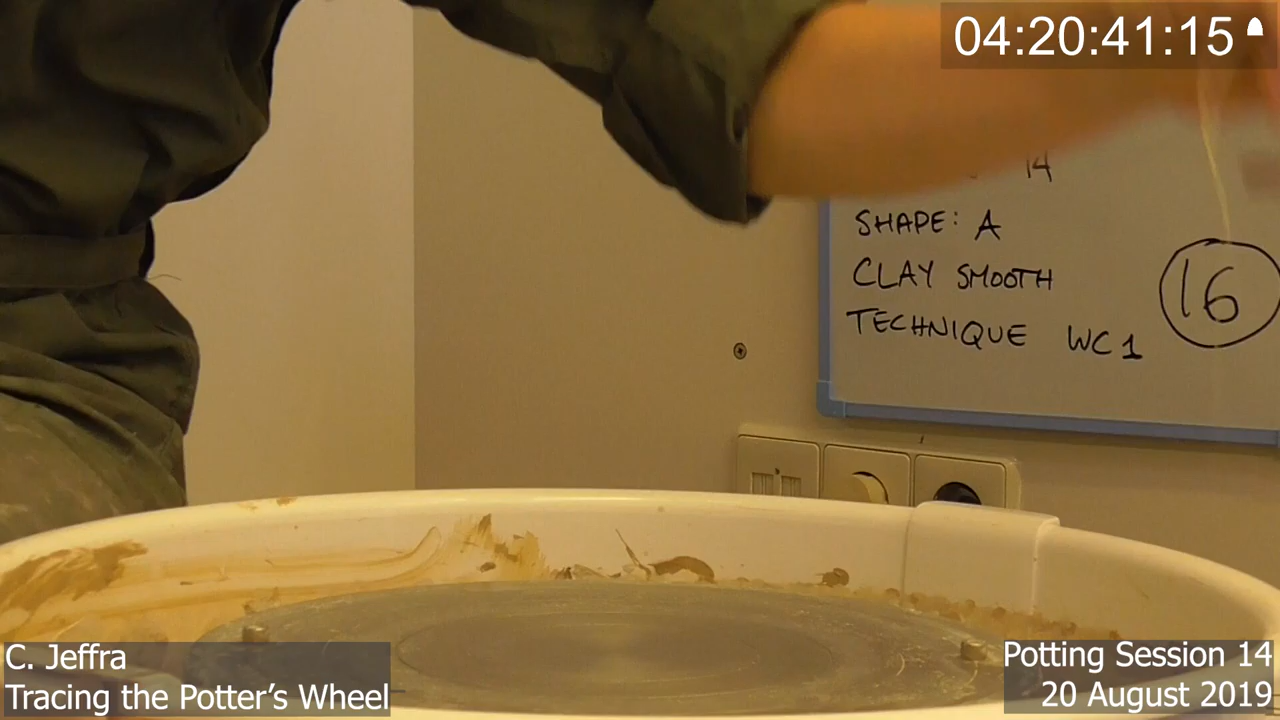 04:20:41:15
14
SHAPE: A
CLAY SMOOTH
TECHNIQUE WC1
16
C. Jeffra
Tracing the Potter's Wheel
Potting Session 14
20 August 2019